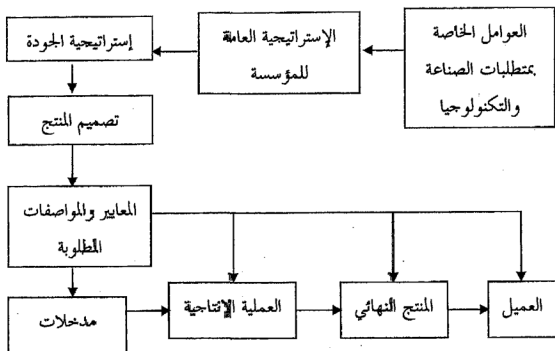 العوامل الخاصة
بمتطلبات الصناعة
والتكنولوجيا
الإستراتيجية العامة
للمؤسسة
إستراتيجية الجودة
تصميم المنتج
المعايير والمواصفات
المطلوبة
مدخلات
العملية الإنتاجية
المنتج النهائي
العميل